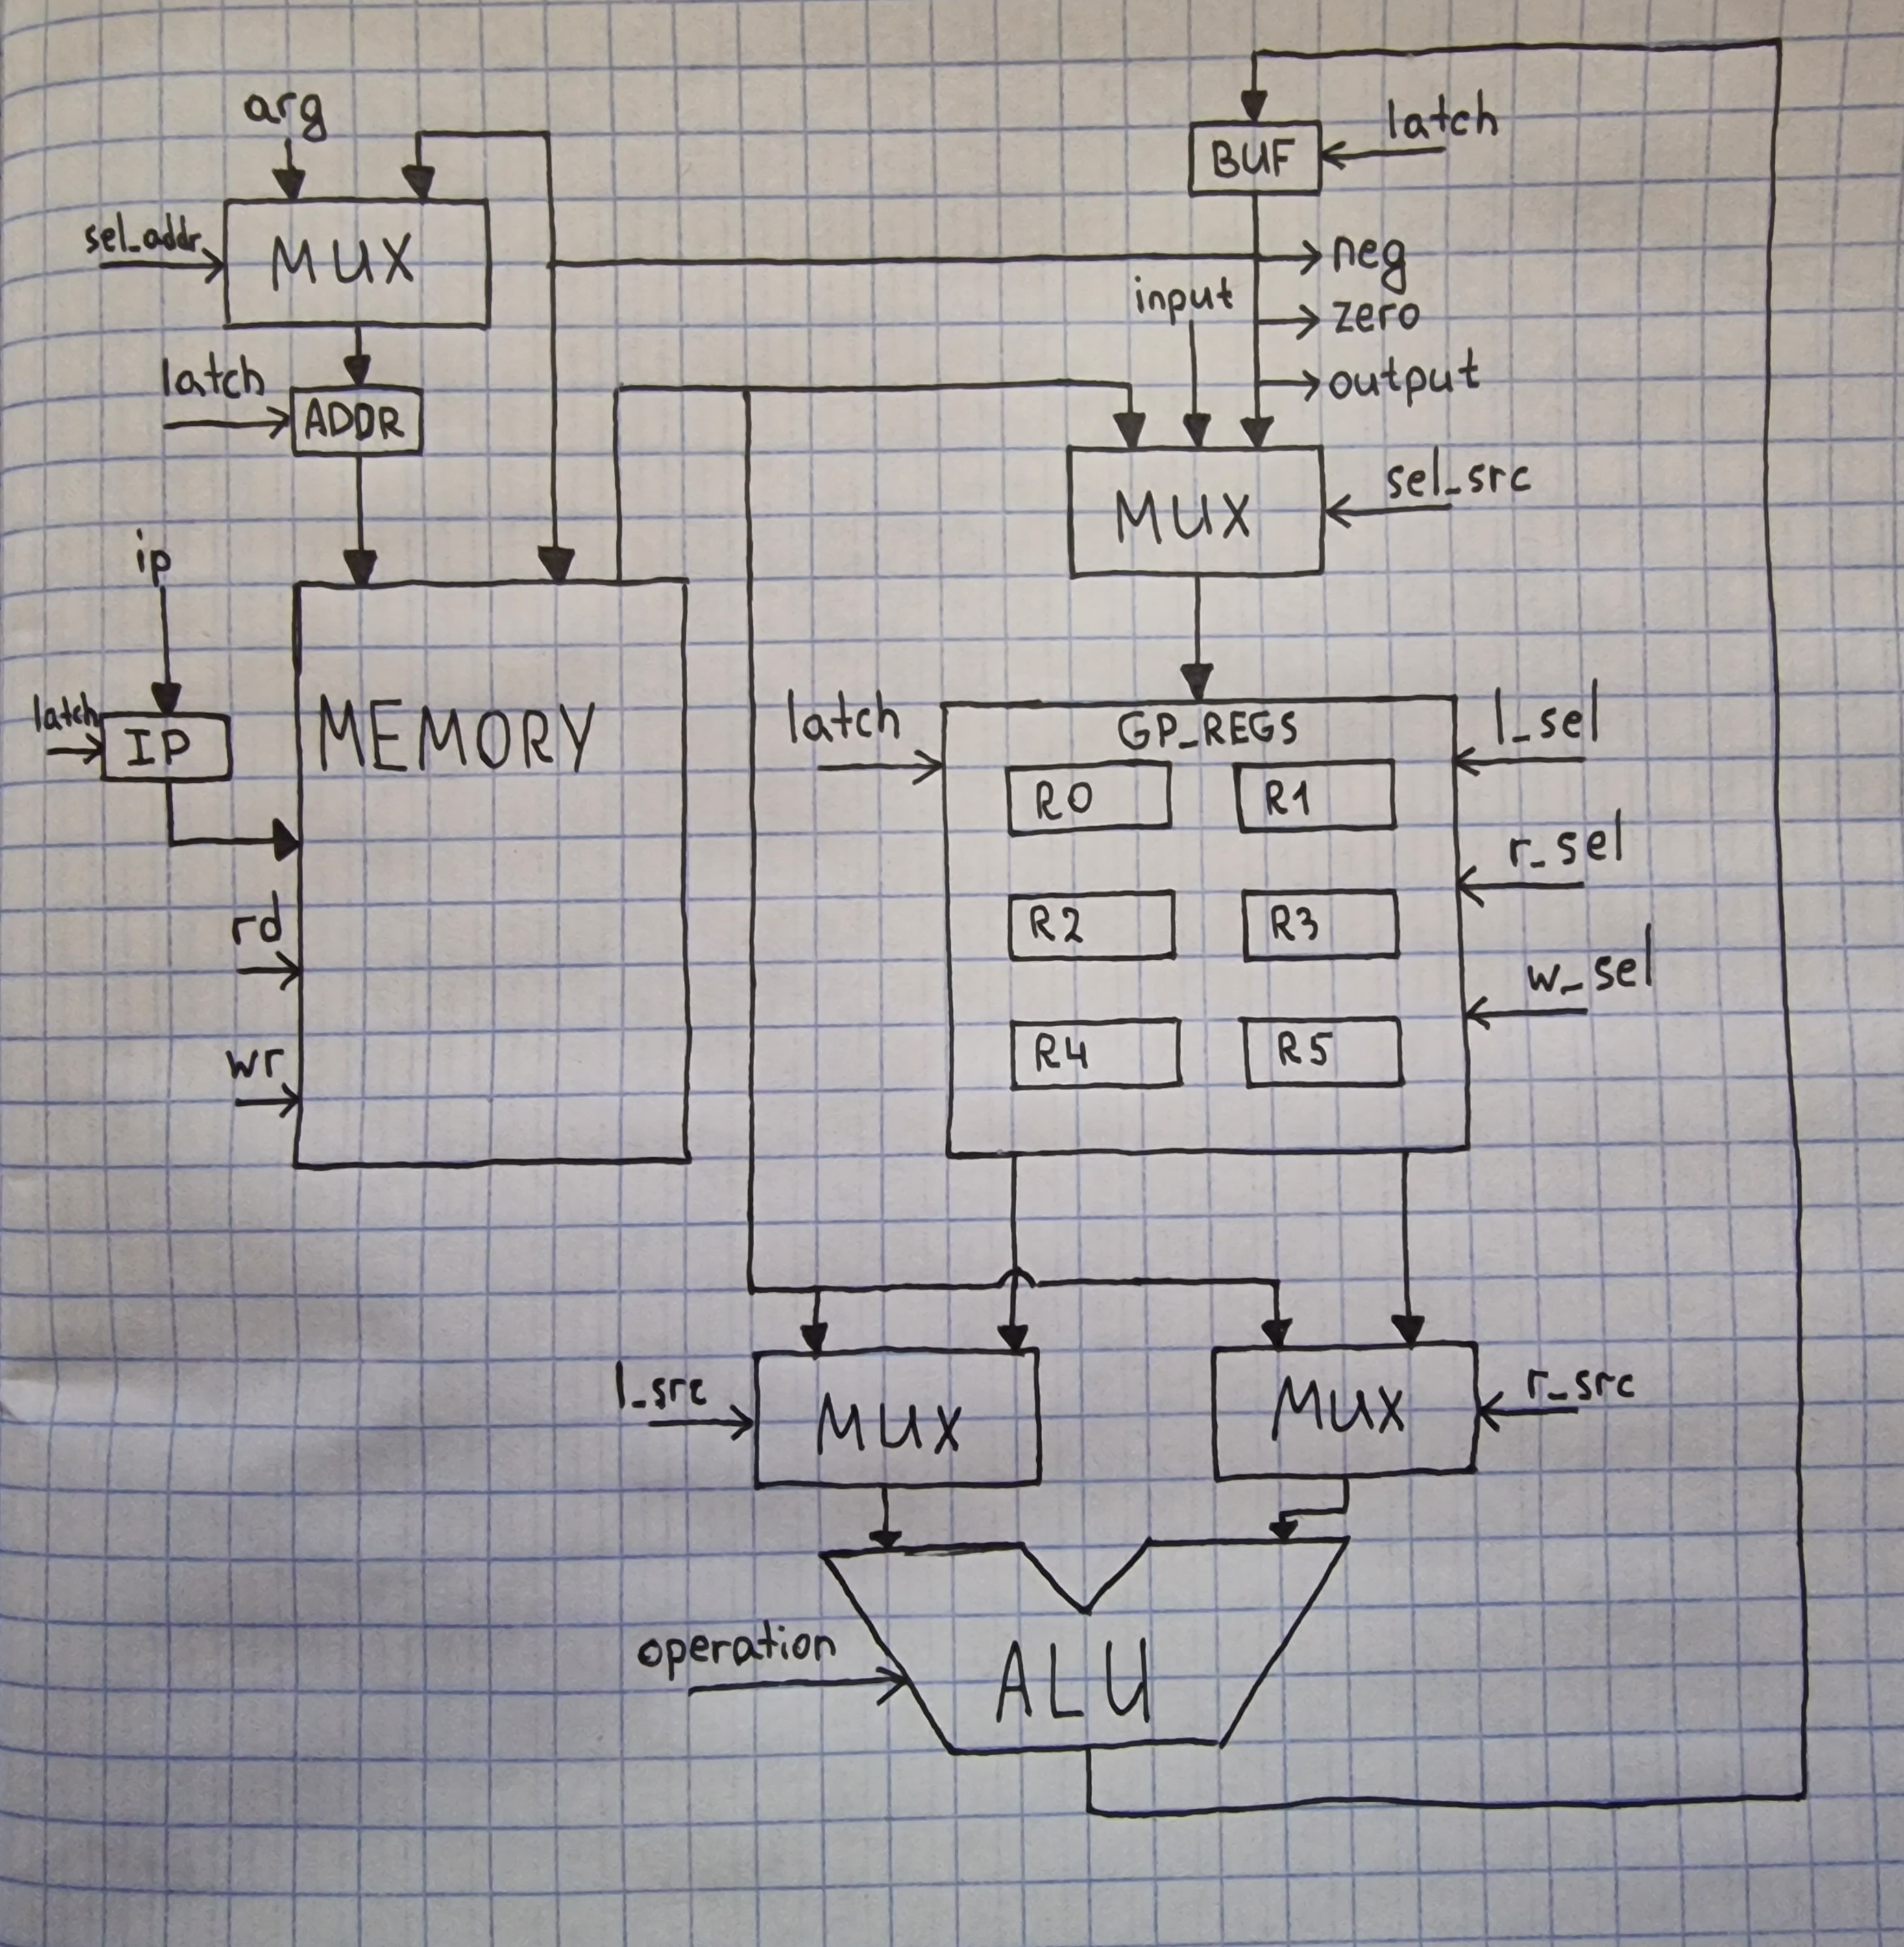 arg
latch
BUF
sel_addr
MUX
neg
input
zero
latch
output
ADDR
sel_src
MUX
ip
latch
IP
MEMORY
latch
GP_REGS
l_sel
R0
R1
r_sel
rd
R2
R3
w_sel
wr
R4
R5
l_src
MUX
MUX
r_src
operation
ALU